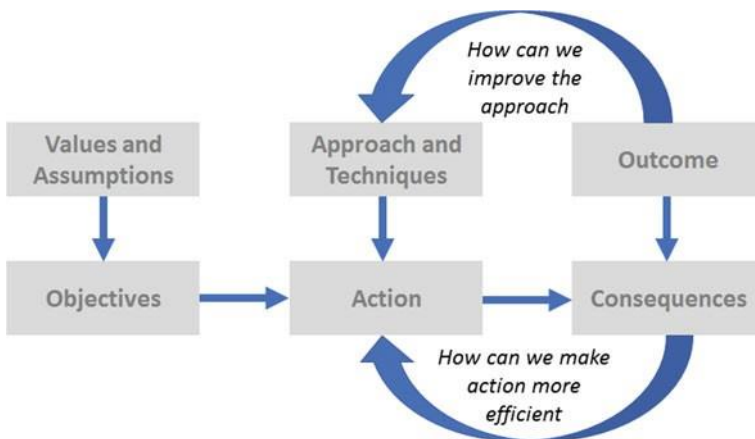 How can we
improve the
approach
Values and
Assumptions
Approach and
Techniques
Outcome
Objectives
Action
Consequences
How can we make
action more
efficient